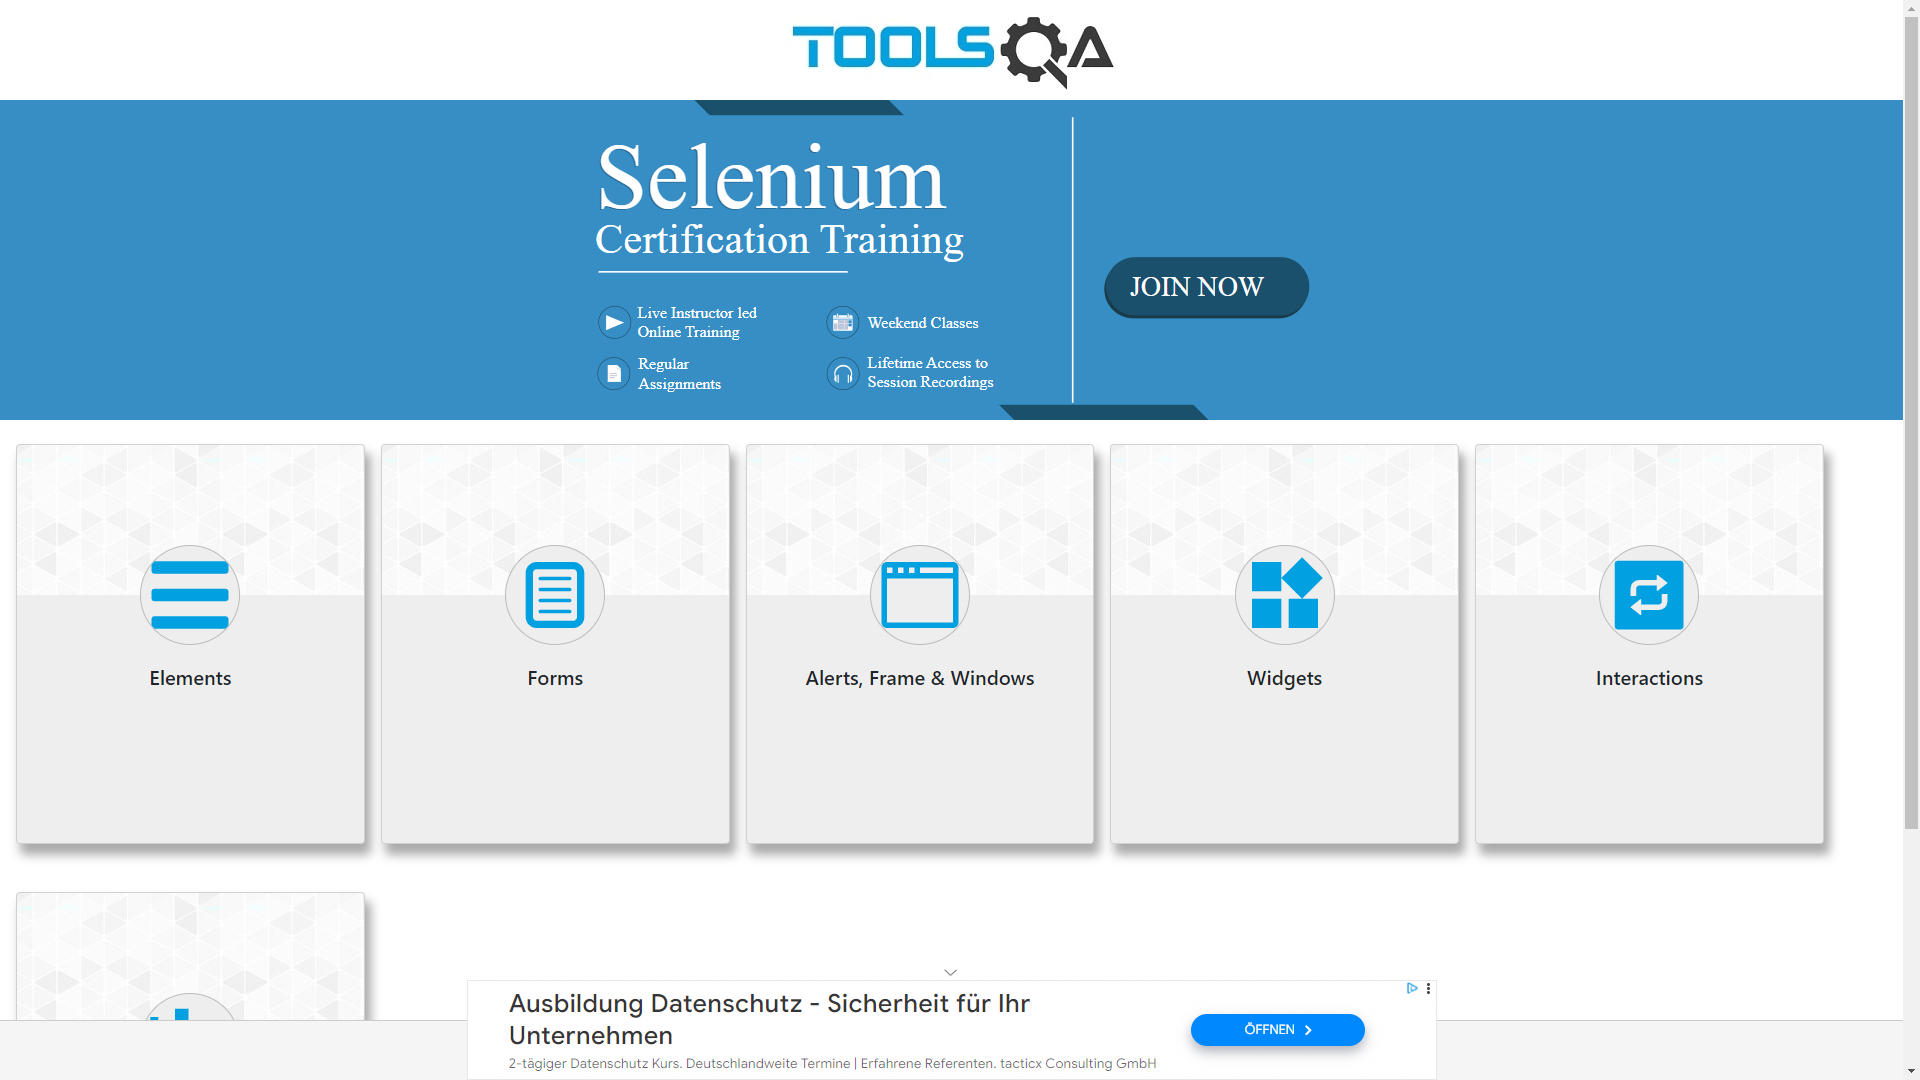 TOOLSQA
Selenium
Certification Training
JOIN NOW
Live Instructor led
Online Training
Weekend Classes
Regular
Assignments
Lifetime Access to
Session Recordings
Elements
Forms
Alerts, Frame & Windows
Widgets
Interactions
Ausbildung Datenschutz - Sicherheit für Ihr
Unternehmen
2-tägiger Datenschutz Kurs. Deutschlandweite Termine | Erfahrene Referenten. tacticx Consulting GmbH
ÖFFNEN